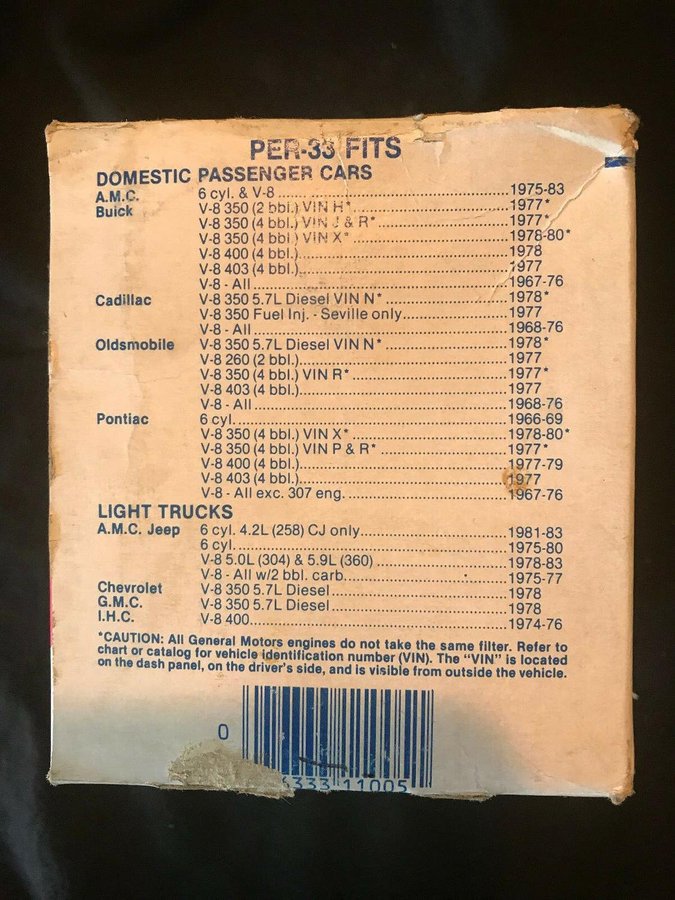 PER-33 FITS
DOMESTIC PASSENGER CARS
A.M.C. 6 cyl. & V-8 1975-83
Buick V-8 350 (2 bbl.) VIN H* 1977*
V-8 350 (4 bbl.) VIN J & R* 1977*
V-8 350 (4 bbl.) VIN X* 1978-80*
V-8 400 (4 bbl.) 1978
V-8 403 (4 bbl.) 1977
V-8 - All 1967-76
Cadillac V-8 350 5.7L Diesel VIN N* 1978*
V-8 350 Fuel Inj. - Seville only 1977
V-8 - All 1968-76
Oldsmobile V-8 350 5.7L Diesel VIN N* 1978*
V-8 260 (2 bbl.) 1977
V-8 350 (4 bbl.) VIN R* 1977*
V-8 403 (4 bbl.) 1977
V-8 - All 1968-76
Pontiac 6 cyl. 1966-69
V-8 350 (4 bbl.) VIN X* 1978-80*
V-8 350 (4 bbl.) VIN P & R* 1977*
V-8 400 (4 bbl.) 1977-79
V-8 403 (4 bbl.) 1977
V-8 - All exc. 307 eng. 1967-76
LIGHT TRUCKS
A.M.C. Jeep 6 cyl. 4.2L (258) CJ only 1981-83
6 cyl. 1975-80
V-8 5.0L (304) & 5.9L (360) 1978-83
V-8 - All w/2 bbl. carb. 1975-77
Chevrolet V-8 350 5.7L Diesel 1978
G.M.C. V-8 350 5.7L Diesel 1978
I.H.C. V-8 400 1974-76
*CAUTION: All General Motors engines do not take the same filter. Refer to
chart or catalog for vehicle identification number (VIN). The "VIN" is located
on the dash panel, on the driver's side, and is visible from outside the vehicle.
0 6333 11005